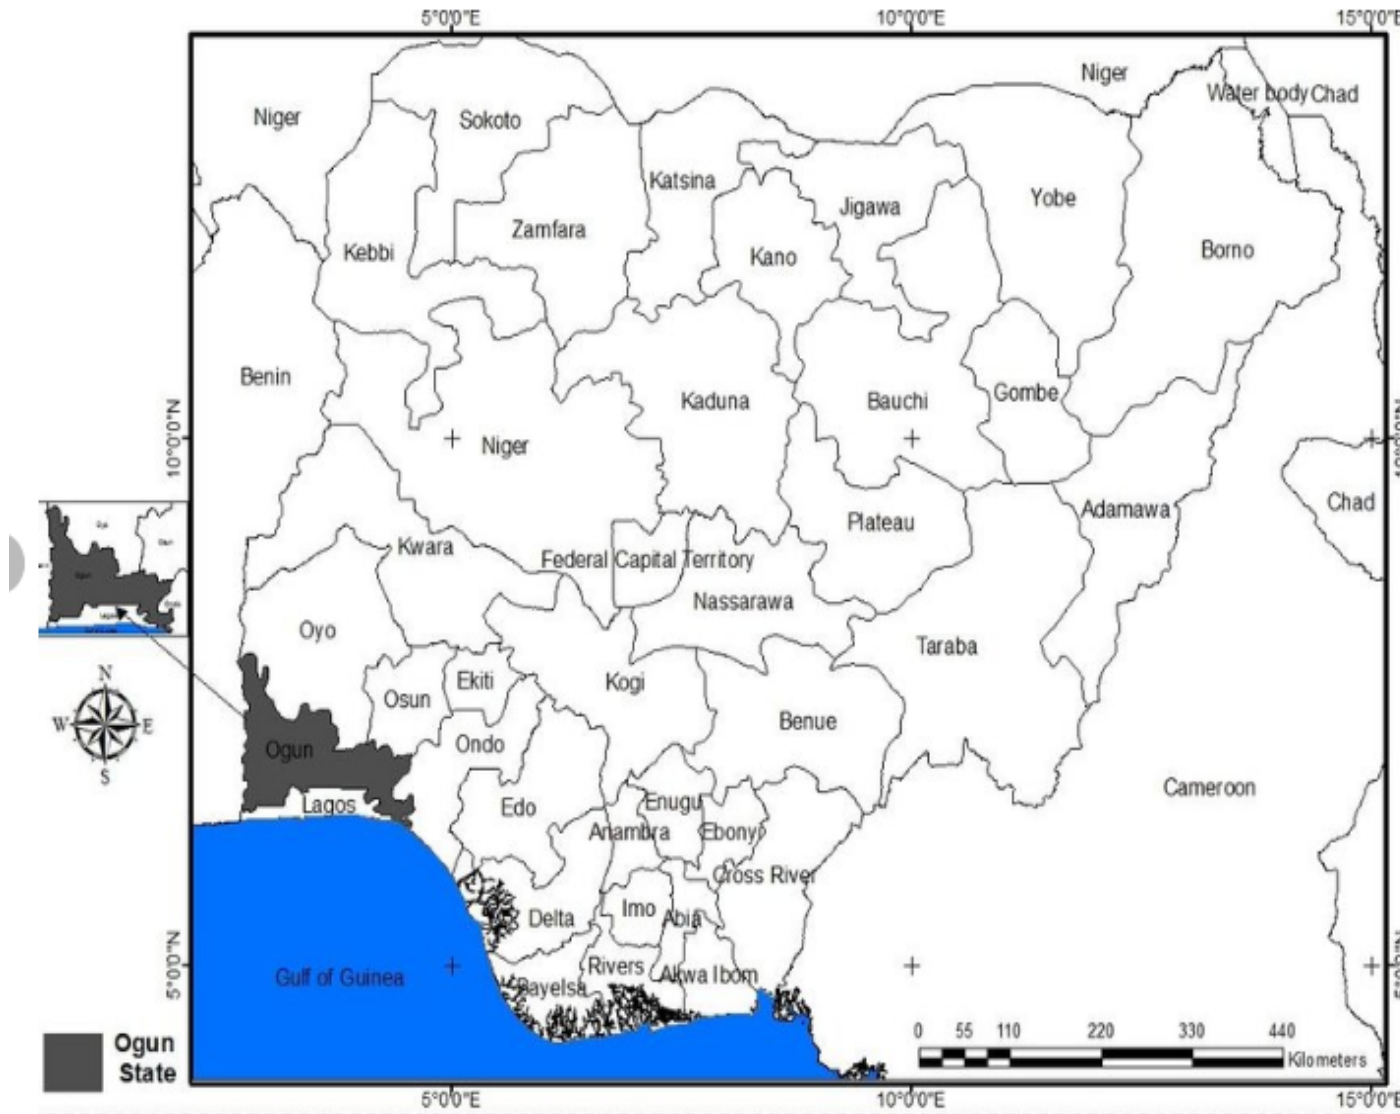 5°0'0"E
10°0'0"E
15°0'0"E
Niger
Water body
Chad
Niger
Sokoto
Katsina
Yobe
Jigawa
Zamfara
Kebbi
Kano
Borno
Benin
Kaduna
Bauchi
Gombe
10°0'0"N
Niger
Adamawa
Chad
Plateau
Kwara
Federal Capital Territory
Nassarawa
Oyo
Taraba
Ogun
Lagos
N
W
E
S
Ekiti
Kogi
Osun
Benue
Ondo
Ogun
Cameroon
Lagos
Edo
Enugu
Anambra
Ebony
Cross River
Imo
Abia
Delta
5°0'0"N
Gulf of Guinea
Rivers
Akwa Ibom
Bayelsa
0 55 110 220 330 440
Kilometers
Ogun
State
5°0'0"E
10°0'0"E
15°0'0"E